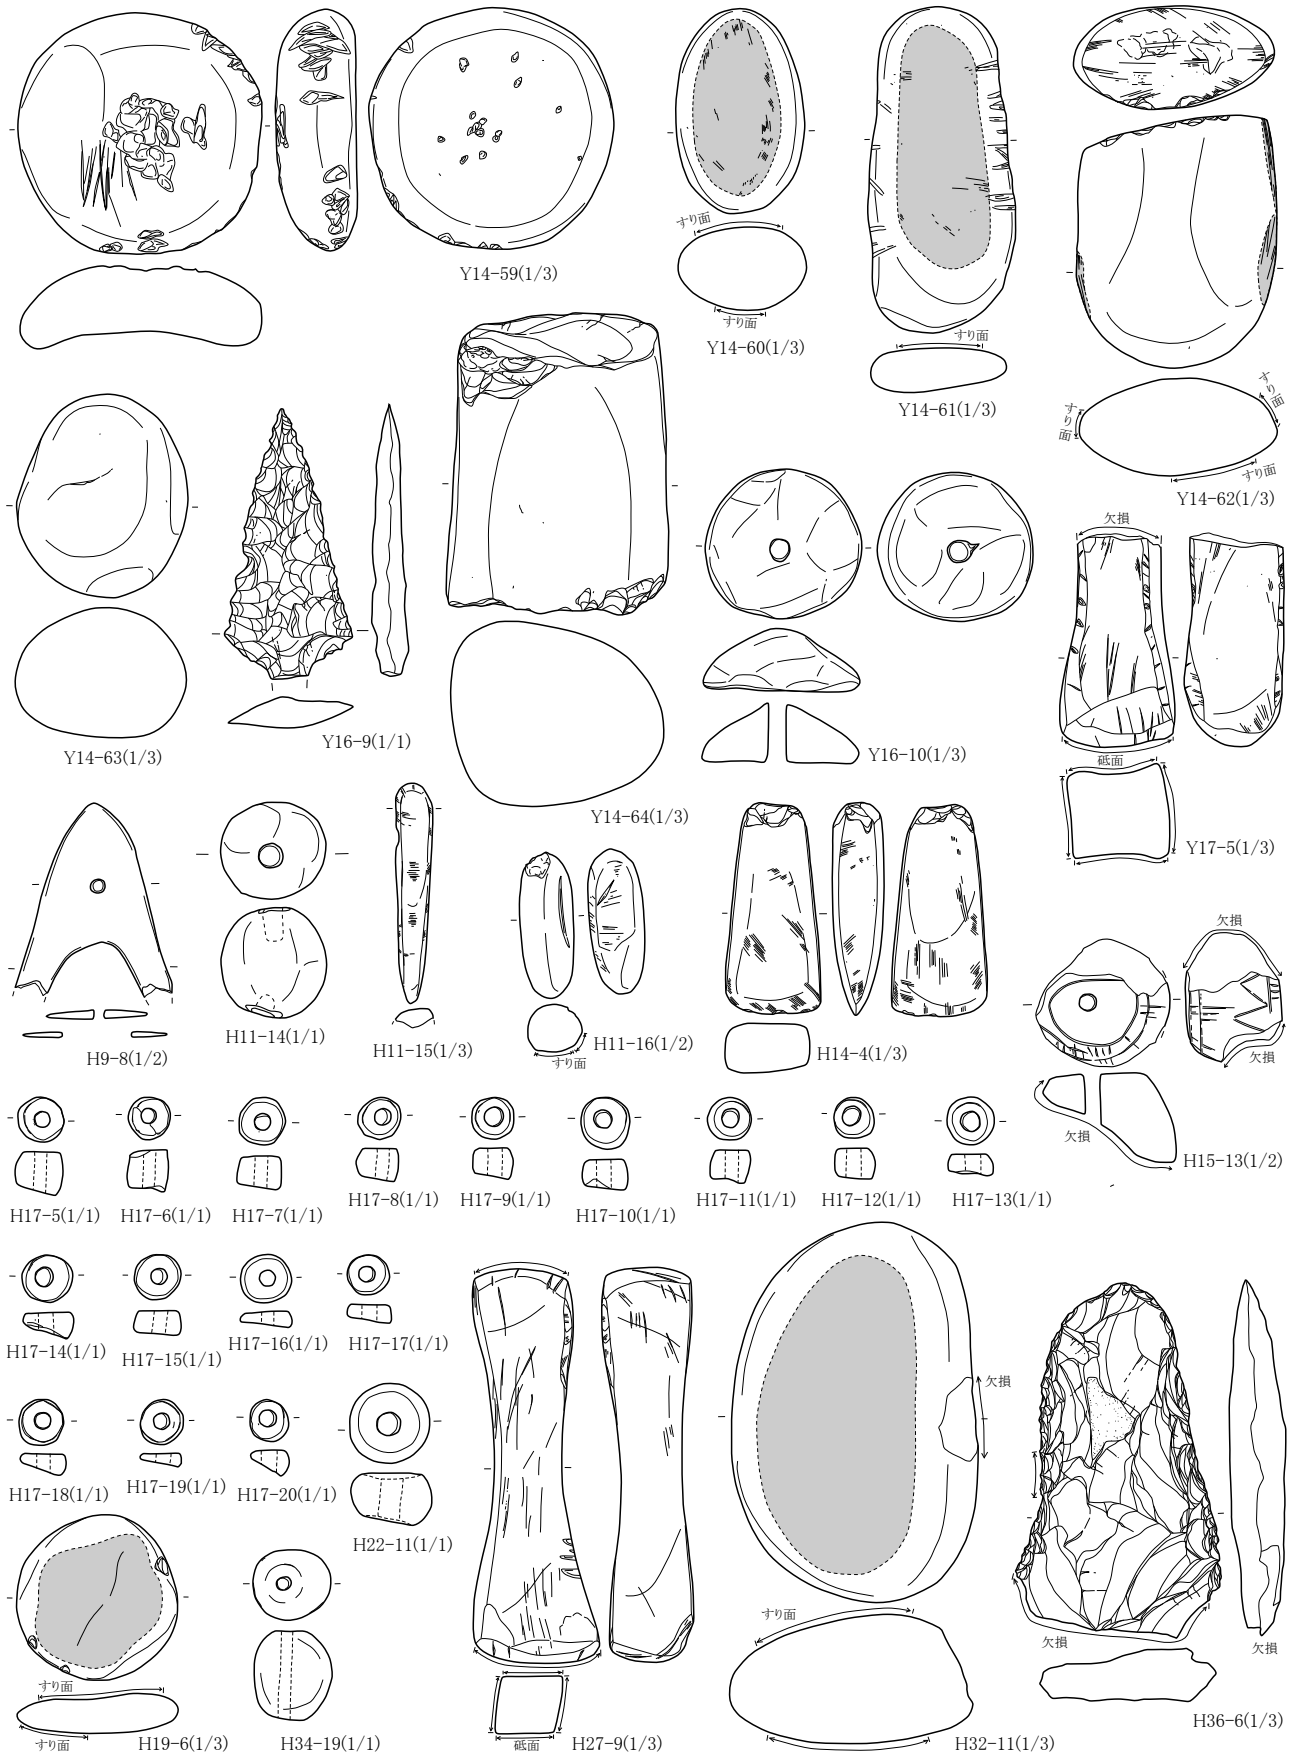 Y14-59(1/3)
すり面
すり面
Y14-60(1/3)
すり面
Y14-61(1/3)
すり面
すり面
すり面
Y14-62(1/3)
Y14-63(1/3)
Y16-9(1/1)
Y14-64(1/3)
Y16-10(1/3)
欠損
砥面
Y17-5(1/3)
H9-8(1/2)
H11-14(1/1)
H11-15(1/3)
すり面
H11-16(1/2)
H14-4(1/3)
欠損
欠損
欠損
H15-13(1/2)
H17-5(1/1)
H17-6(1/1)
H17-7(1/1)
H17-8(1/1)
H17-9(1/1)
H17-10(1/1)
H17-11(1/1)
H17-12(1/1)
H17-13(1/1)
H17-14(1/1)
H17-15(1/1)
H17-16(1/1)
H17-17(1/1)
H17-18(1/1)
H17-19(1/1)
H17-20(1/1)
H22-11(1/1)
すり面
すり面
H19-6(1/3)
H34-19(1/1)
砥面
H27-9(1/3)
欠損
すり面
H32-11(1/3)
欠損
欠損
H36-6(1/3)